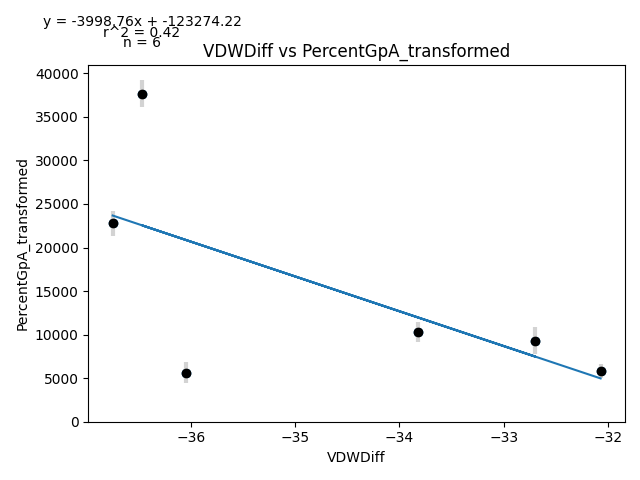 y = -3998.76x + -123274.22
r^2 = 0.42
n = 6
VDWDiff vs PercentGpA_transformed
40000
35000
30000
25000
20000
15000
10000
5000
0
PercentGpA_transformed
−36
−35
−34
−33
−32
VDWDiff